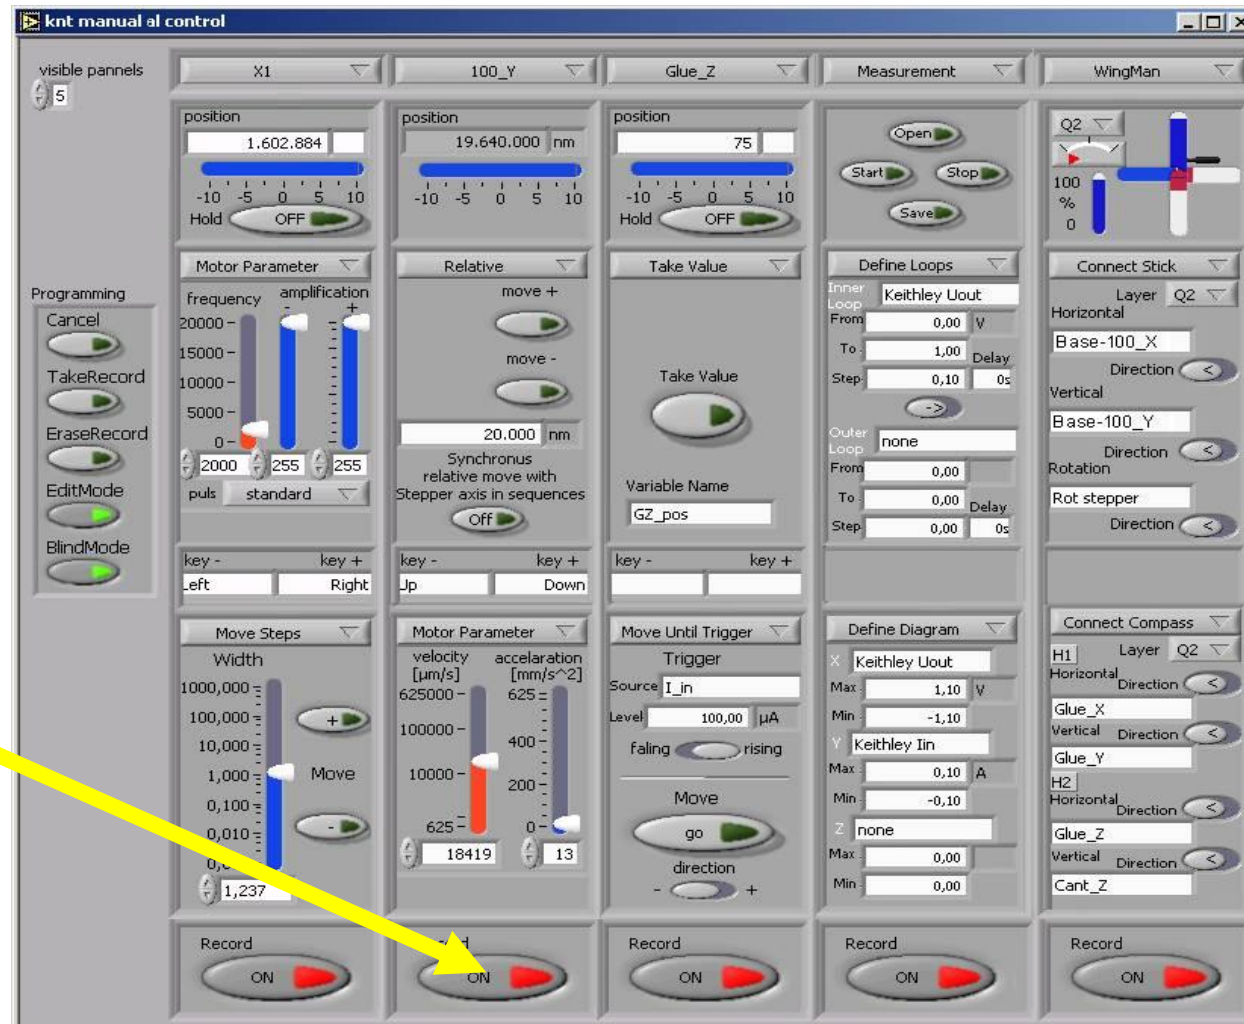 knt manual al control
visible pannels
5
Programming
Cancel
TakeRecord
EraseRecord
EditMode
BlindMode
X1
position
1.602.884
-10 -5 0 5 10
Hold OFF
Motor Parameter
frequency amplification
- +
20000
15000
10000
5000
0
2000 255 255
puls standard
key - key +
Left Right
Move Steps
Width
1000,000
100,000
10,000
1,000
0,100
0,010
+
Move
-
1,237
Record
ON
100_Y
position
19.640.000 nm
-10 -5 0 5 10
Relative
move +
move -
20.000 nm
Synchronus
relative move with
Stepper axis in sequences
Off
key - key +
Up Down
Motor Parameter
velocity accelaration
[µm/s] [mm/s^2]
625000 625
100000 400
10000 200
625 0
18419 13
ON
Glue_Z
position
75
-10 -5 0 5 10
Hold OFF
Take Value
Take Value
Variable Name
GZ_pos
key - key +
Move Until Trigger
Trigger
Source I_in
Level 100,00 µA
faling rising
Move
go
direction
- +
Record
ON
Measurement
Open
Start Stop
Save
Define Loops
Inner Loop Keithley Uout
From 0,00 V
To 1,00 Delay
Step 0,10 0s
->
Outer Loop none
From 0,00
To 0,00 Delay
Step 0,00 0s
Define Diagram
X Keithley Uout
Max 1,10 V
Min -1,10
Y Keithley Iin
Max 0,10 A
Min -0,10
Z none
Max 0,00
Min 0,00
Record
ON
WingMan
Q2
100
%
0
Connect Stick
Layer Q2
Horizontal
Base-100_X
Direction <
Vertical
Base-100_Y
Direction <
Rotation
Rot stepper
Direction <
Connect Compass
H1 Layer Q2
Horizontal Direction <
Glue_X
Vertical Direction <
Glue_Y
H2
Horizontal Direction <
Glue_Z
Vertical Direction <
Cant_Z
Record
ON